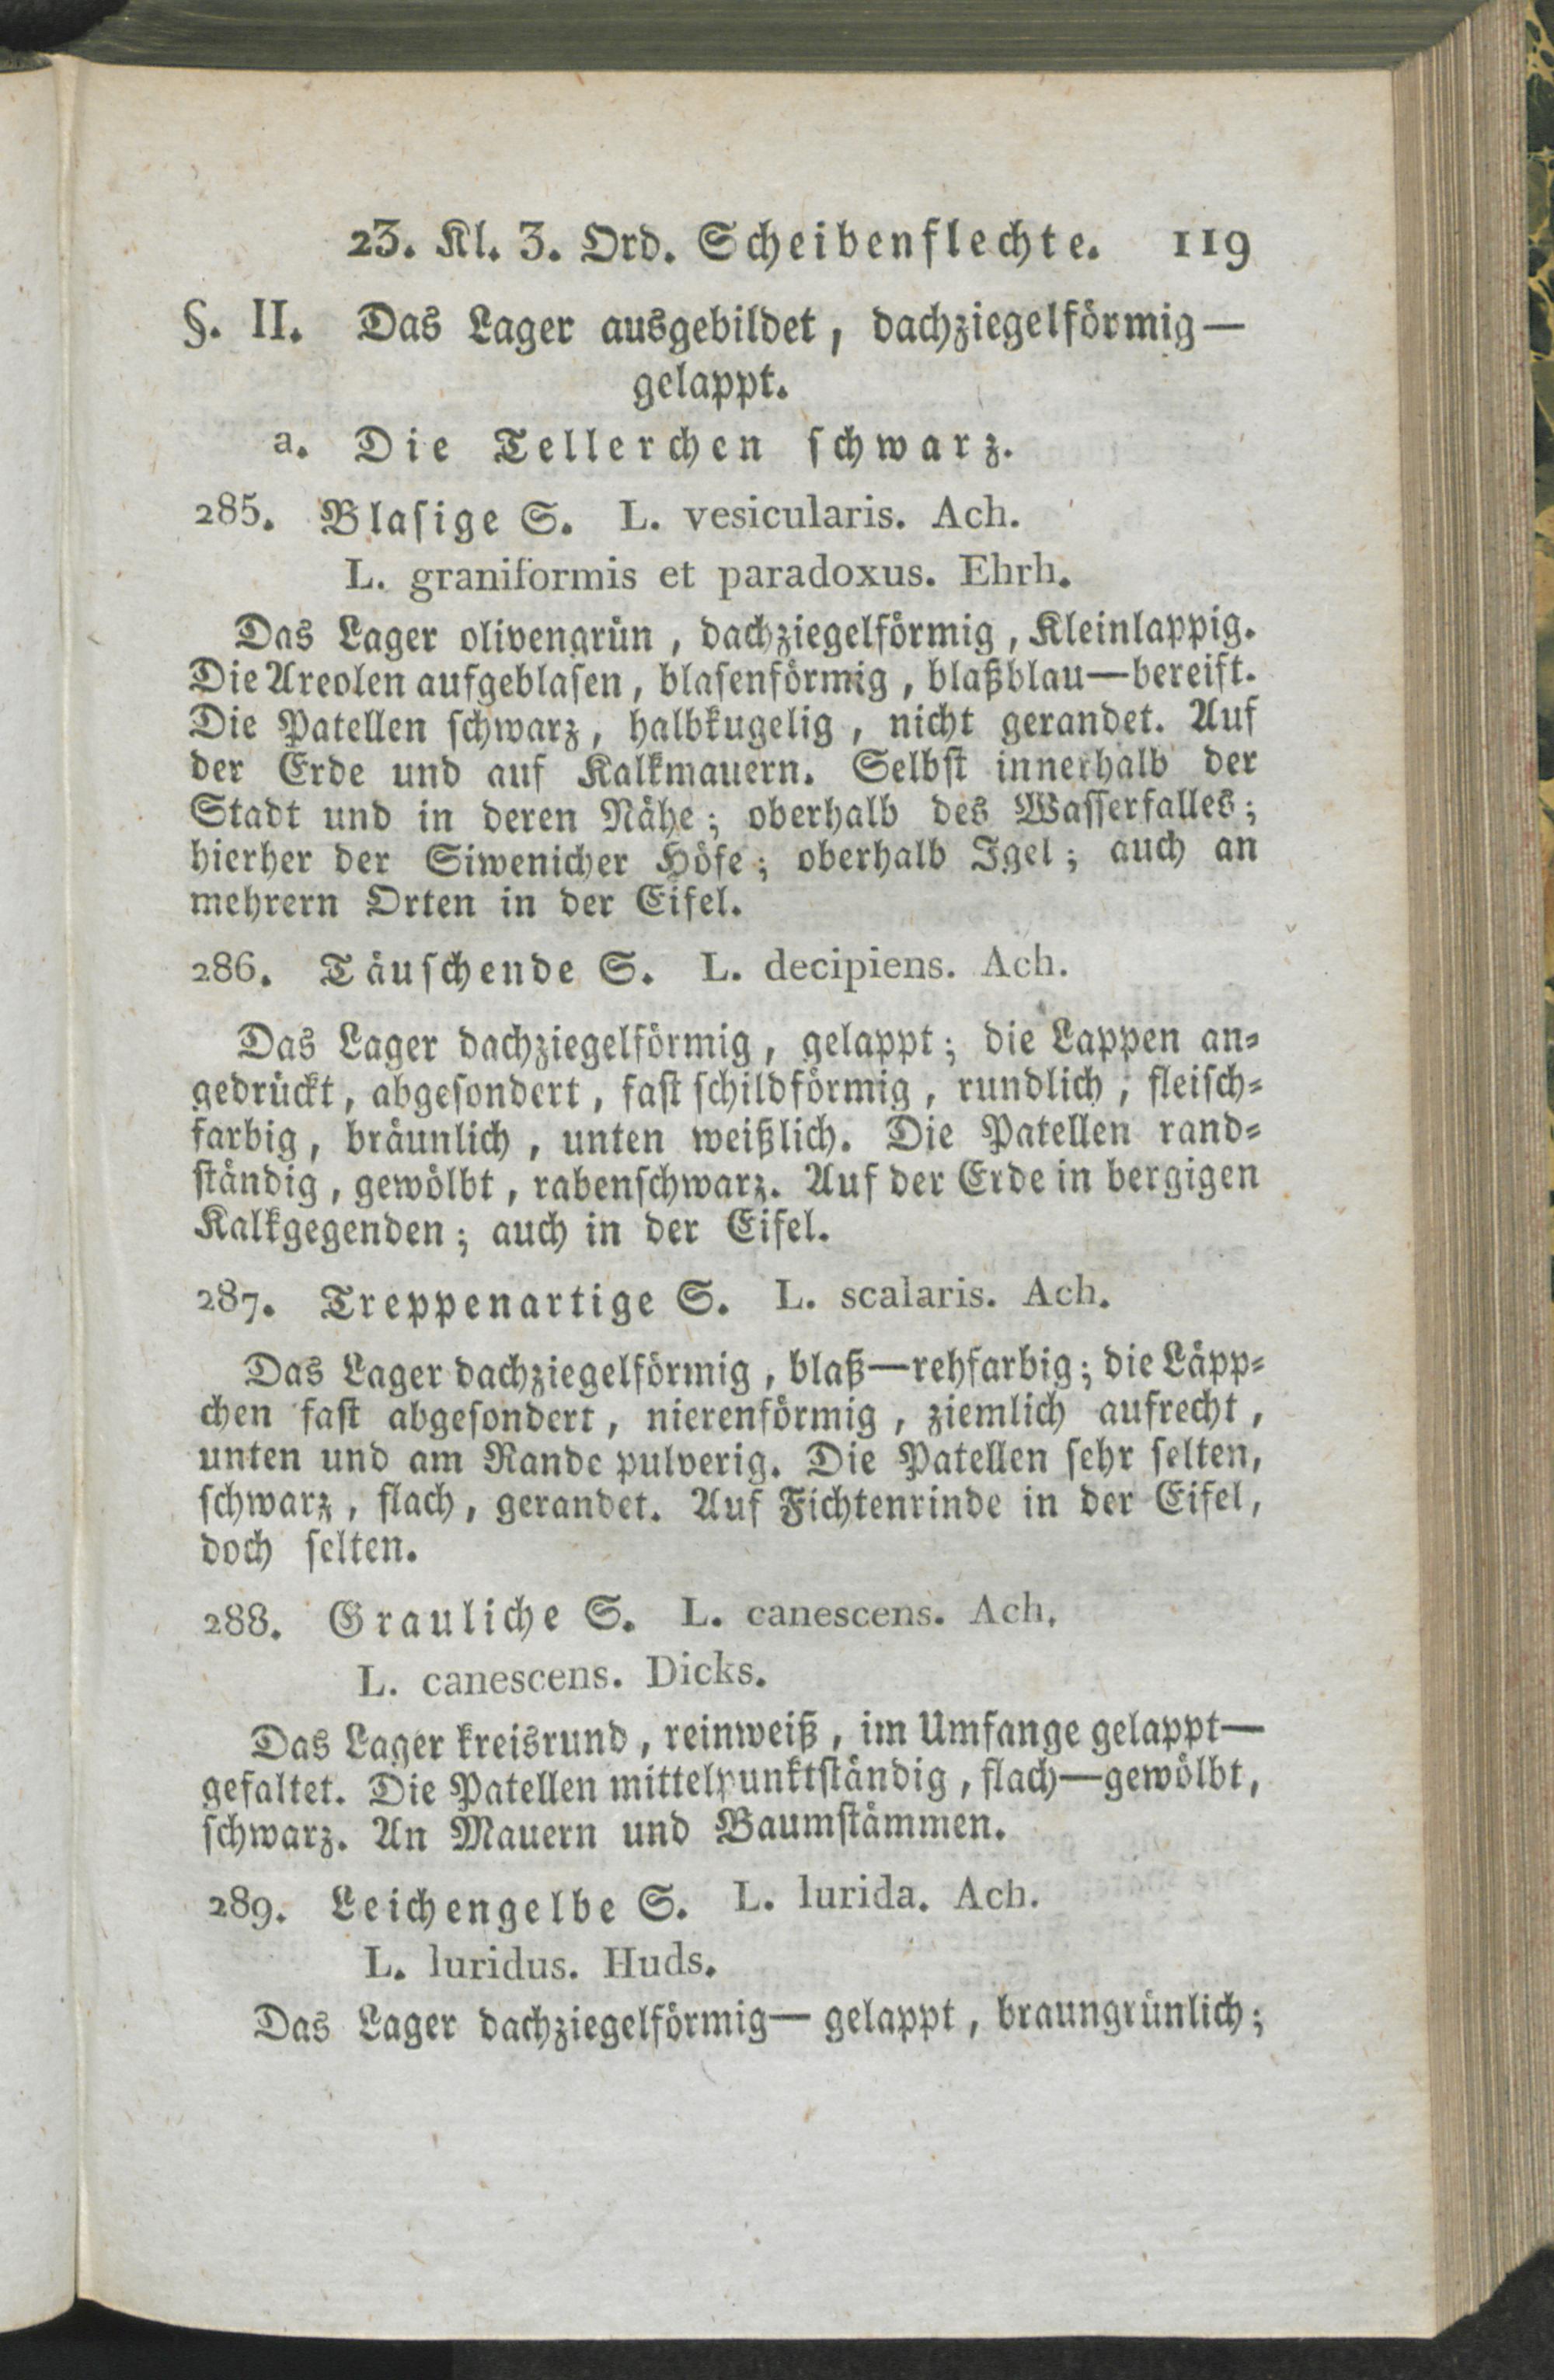 23. Kl. 3. Ord. Scheibenflechte. 119
§. II. Das Lager ausgebildet, dachziegelförmig—
gelappt.
a. Die Tellerchen ſchwarz.
285. Blaſige S. L. vesicularis. Ach.
L. graniformis et paradoxus. Ehrh.
Das Lager olivengrün, dachziegelförmig, Kleinlappig.
Die Areolen aufgeblaſen, blaſenförmig, blaßblau—bereift.
Die Patellen ſchwarz, halbkugelig, nicht gerandet. Auf
der Erde und auf Kalkmauern. Selbſt innerhalb der
Stadt und in deren Nähe; oberhalb des Waſſerfalles;
hierher der Siwenicher Höfe; oberhalb Igel; auch an
mehrern Orten in der Eifel.
286. Täuſchende S. L. decipiens. Ach.
Das Lager dachziegelförmig, gelappt; die Lappen an⸗
gedrückt, abgeſondert, faſt ſchildförmig, rundlich, fleiſch⸗
farbig, bräunlich, unten weißlich. Die Patellen rand⸗
ſtändig, gewölbt, rabenſchwarz. Auf der Erde in bergigen
Kalkgegenden; auch in der Eifel.
287. Treppenartige S. L. scalaris. Ach.
Das Lager dachziegelförmig, blaß—rehfarbig; die Läpp⸗
chen faſt abgeſondert, nierenförmig, ziemlich aufrecht,
unten und am Rande pulverig. Die Patellen ſehr ſelten,
ſchwarz, flach, gerandet. Auf Fichtenrinde in der Eifel,
doch ſelten.
288. Grauliche S. L. canescens. Ach.
L. canescens. Dicks.
Das Lager kreisrund, reinweiß, im Umfange gelappt—
gefaltet. Die Patellen mittelpunktſtändig, flach—gewölbt,
ſchwarz. An Mauern und Baumſtämmen.
289. Leichengelbe S. L. lurida. Ach.
L. luridus. Huds.
Das Lager dachziegelförmig—gelappt, braungrünlich;